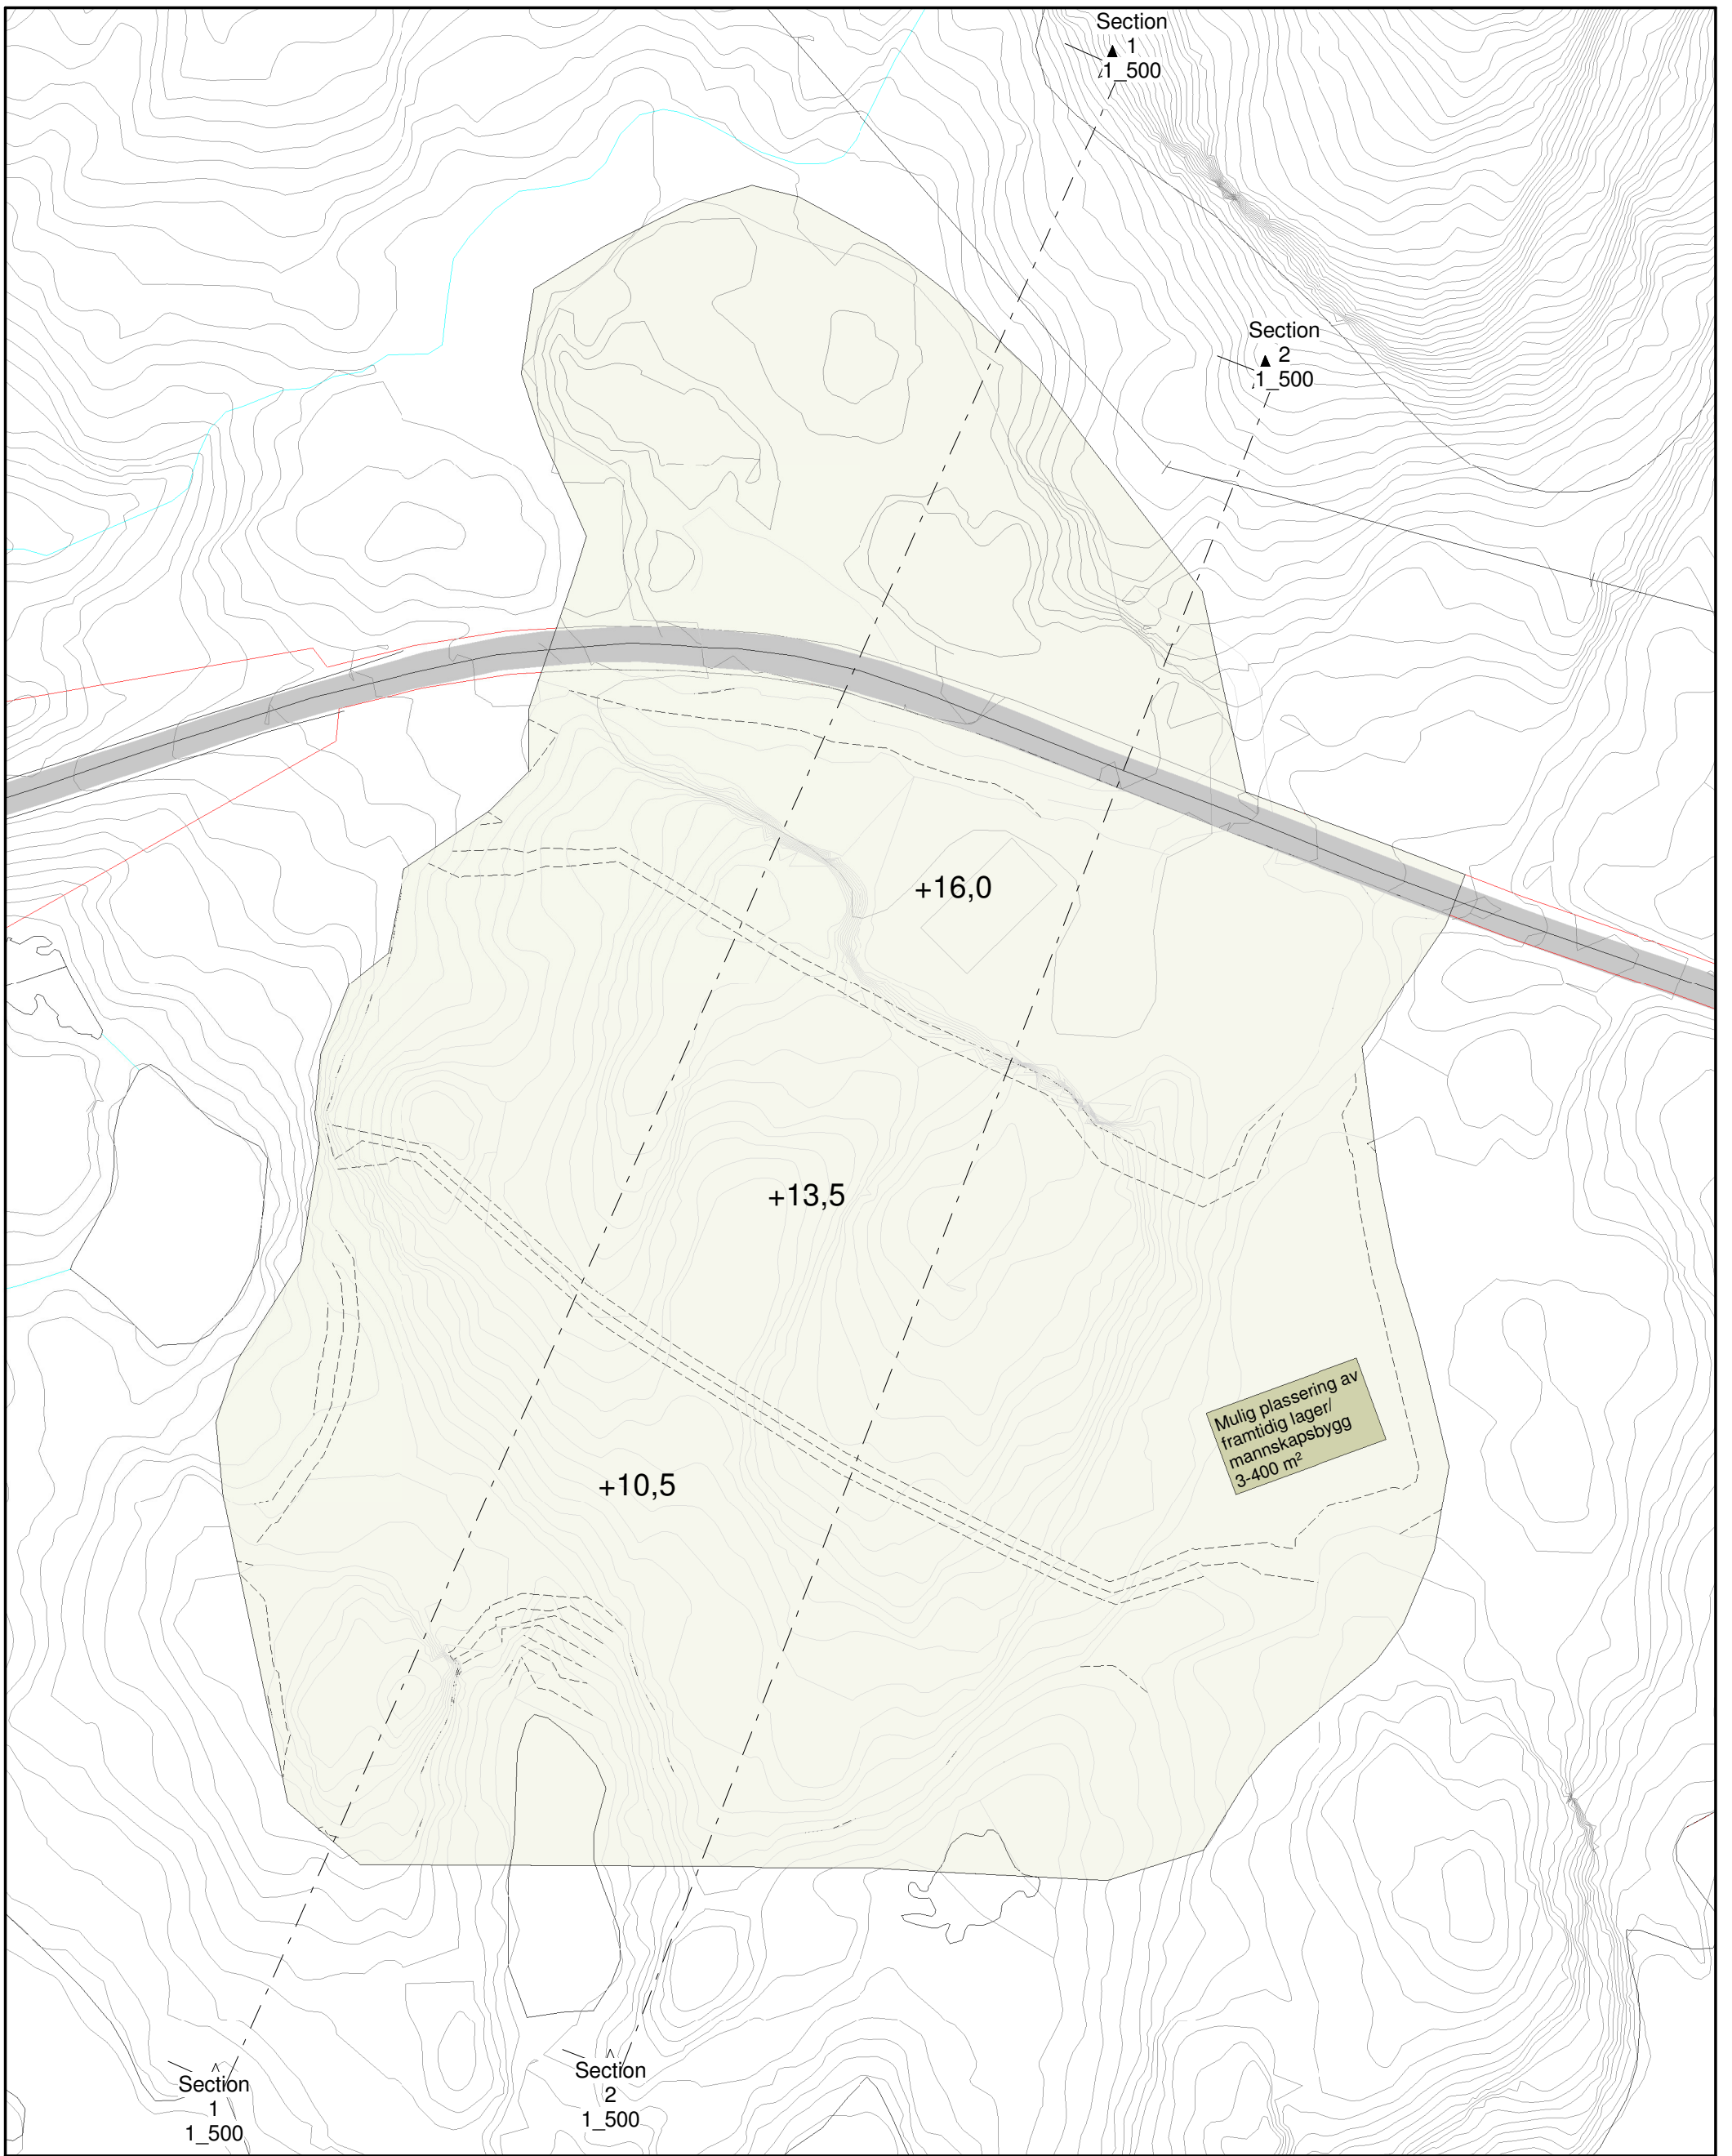 Section
1
1_500
Section
2
1_500
+16,0
+13,5
Mulig plassering av
framtidig lager/
mannskapsbygg
3-400 m²
+10,5
Section
1
1_500
Section
2
1_500